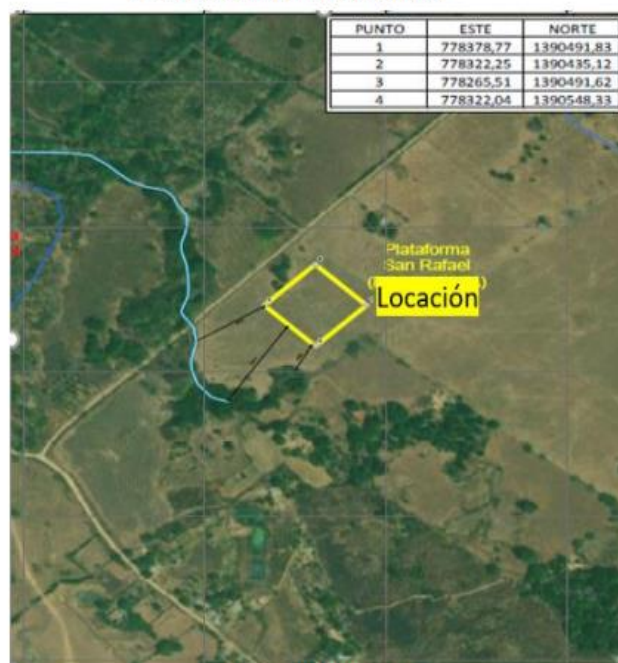 PUNTO ESTE NORTE
1 778378,77 1390491,83
2 778322,25 1390435,12
3 778265,51 1390491,62
4 778322,04 1390548,33
Plataforma
San Rafael
Locación